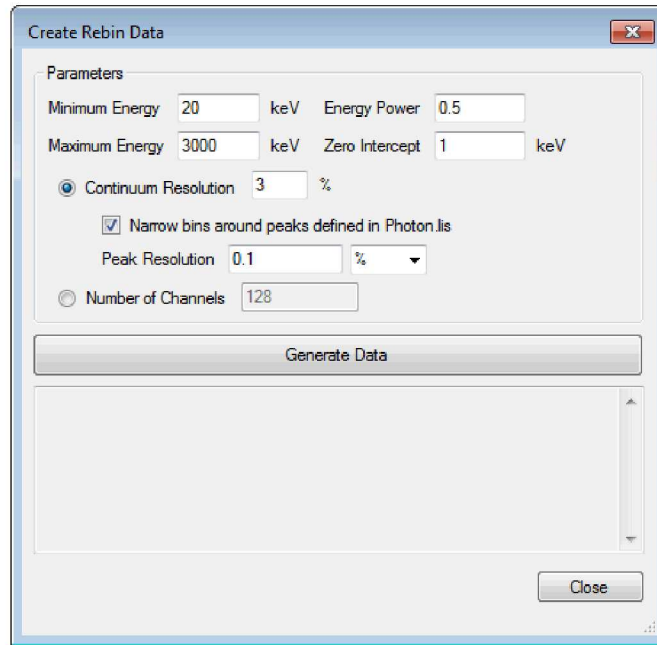 Create Rebin Data
Parameters
Minimum Energy 20 keV Energy Power 0.5
Maximum Energy 3000 keV Zero Intercept 1 keV
Continuum Resolution 3 %
Narrow bins around peaks defined in Photon.lis
Peak Resolution 0.1 %
Number of Channels 128
Generate Data
Close